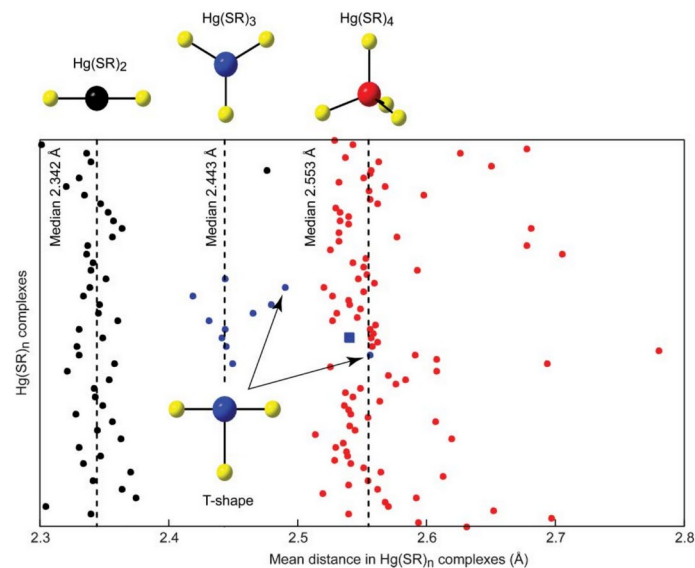 Hg(SR)2
Hg(SR)3
Hg(SR)4
Median 2.342 Å
Median 2.443 Å
Median 2.553 Å
Hg(SR)n complexes
T-shape
2.3 2.4 2.5 2.6 2.7 2.8
Mean distance in Hg(SR)n complexes (Å)